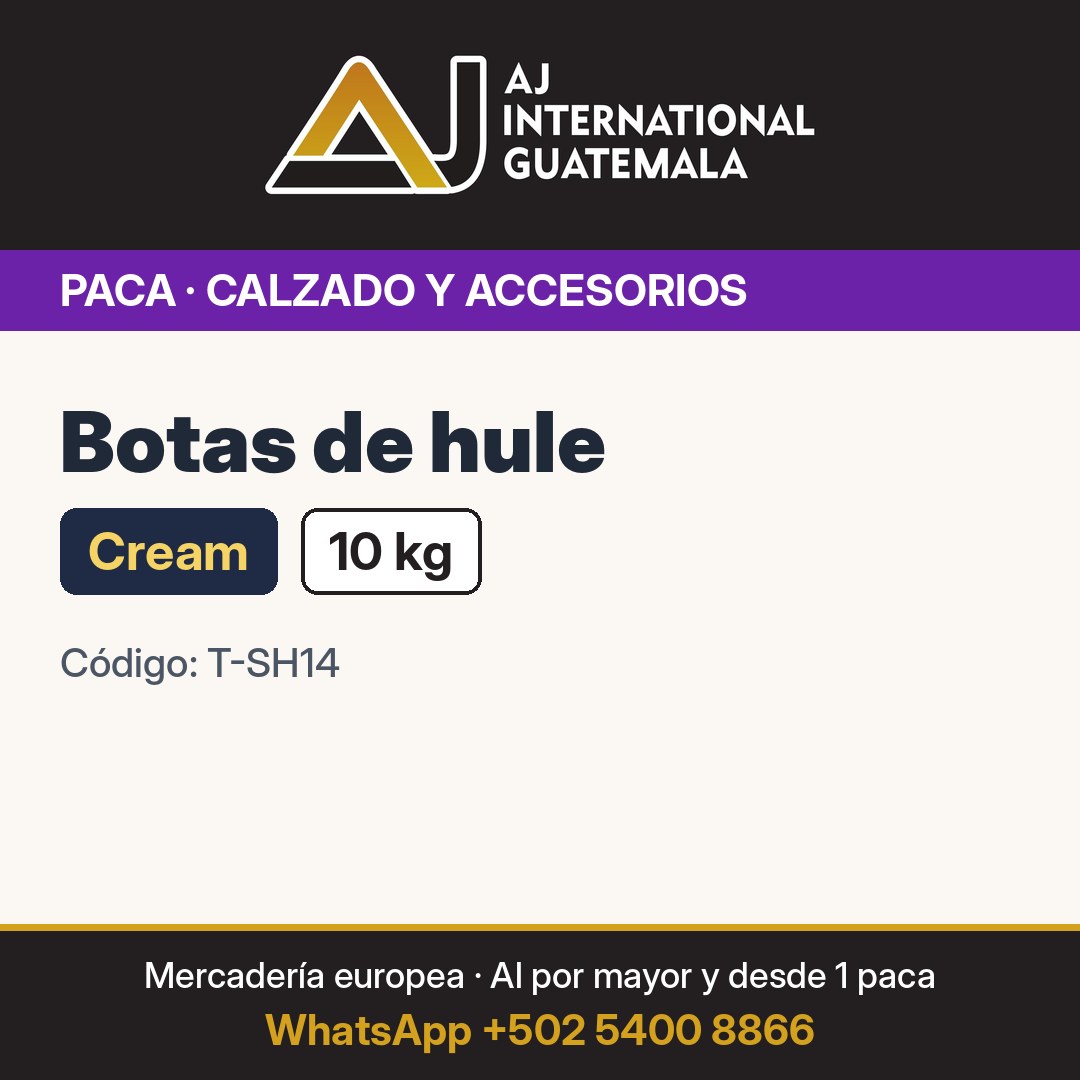 AJ
AJ
INTERNATIONAL
GUATEMALA
PACA · CALZADO Y ACCESORIOS
Botas de hule
Cream
10 kg
Código: T-SH14
Mercadería europea · Al por mayor y desde 1 paca
WhatsApp +502 5400 8866